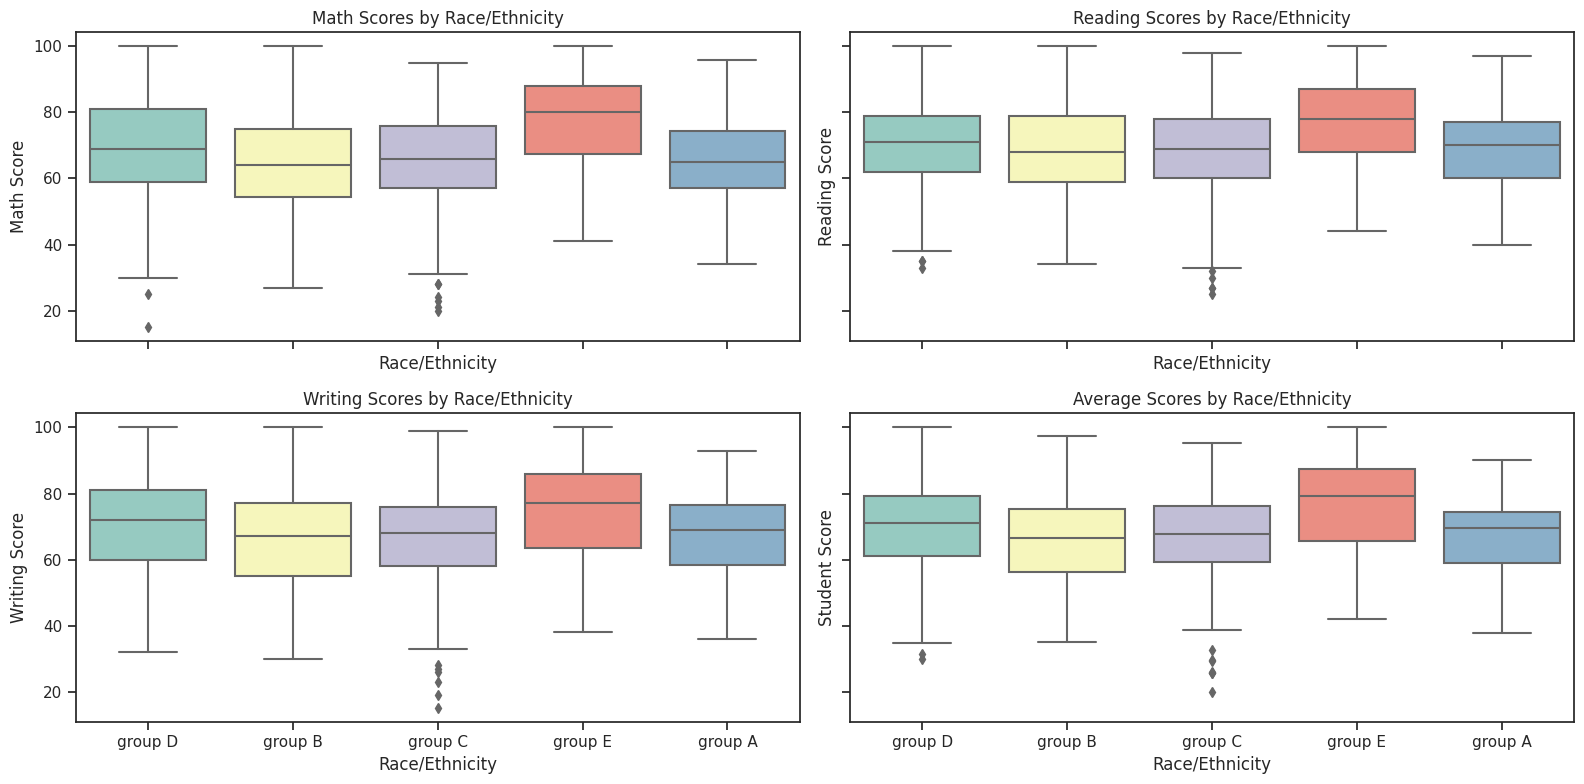 Math Scores by Race/Ethnicity
Reading Scores by Race/Ethnicity
100
80
60
40
20
Math Score
Reading Score
Race/Ethnicity
Race/Ethnicity
Writing Scores by Race/Ethnicity
Average Scores by Race/Ethnicity
100
80
60
40
20
Writing Score
Student Score
group D
group B
group C
group E
group A
group D
group B
group C
group E
group A
Race/Ethnicity
Race/Ethnicity